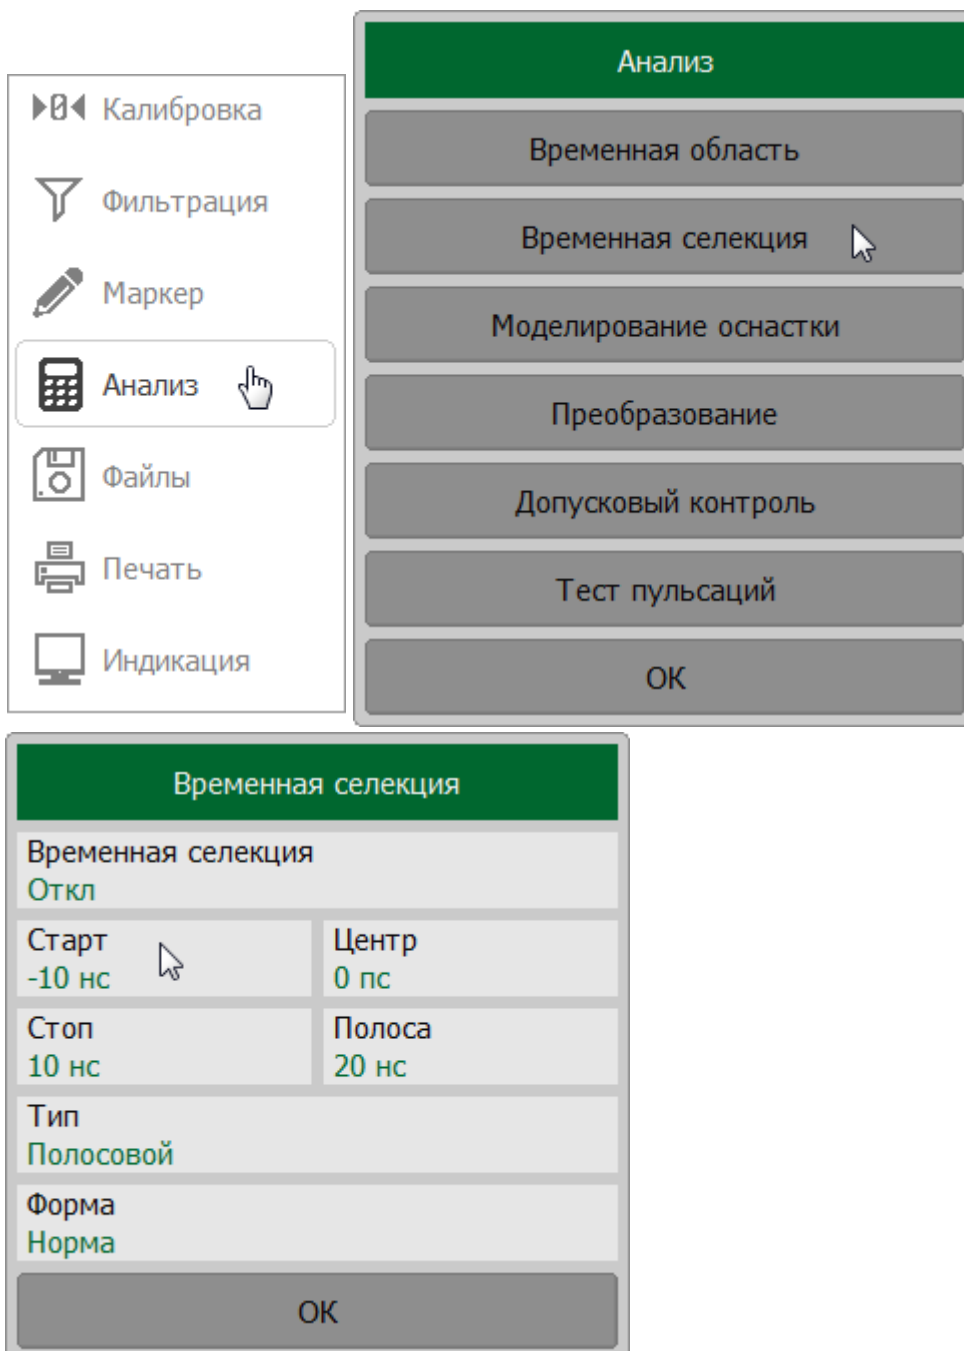 Калибровка
Фильтрация
Маркер
Анализ
Файлы
Печать
Индикация
Анализ
Временная область
Временная селекция
Моделирование оснастки
Преобразование
Допусковый контроль
Тест пульсаций
ОК
Временная селекция
Временная селекция
Откл
Старт
-10 нс
Центр
0 пс
Стоп
10 нс
Полоса
20 нс
Тип
Полосовой
Форма
Норма
ОК